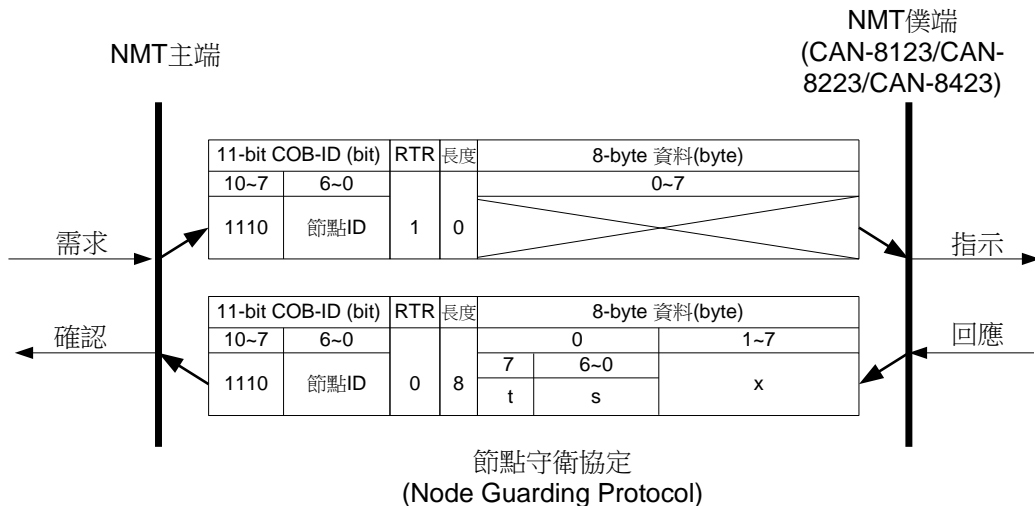 NMT主端
NMT僕端
(CAN-8123/CAN-
8223/CAN-8423)
11-bit COB-ID (bit) RTR 長度 8-byte 資料(byte)
10~7 6~0 0~7
1110 節點ID 1 0
需求
指示
11-bit COB-ID (bit) RTR 長度 8-byte 資料(byte)
10~7 6~0 0 1~7
確認
回應
7 6~0
1110 節點ID 0 8 x
t s
節點守衛協定
(Node Guarding Protocol)